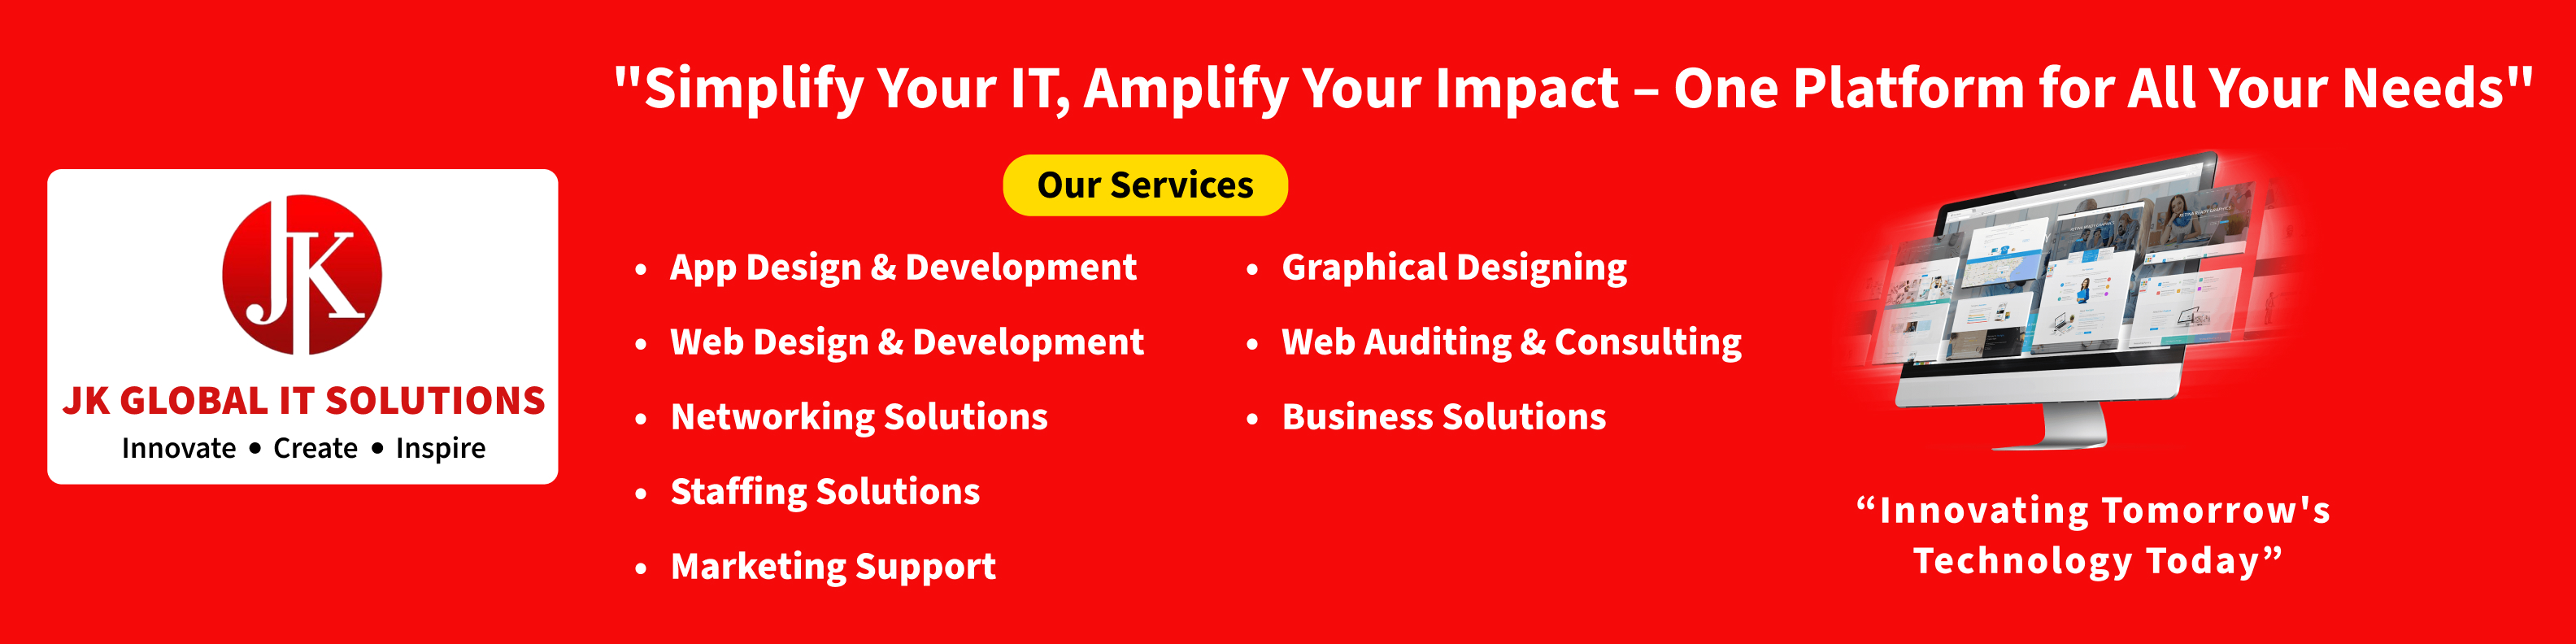 "Simplify Your IT, Amplify Your Impact – One Platform for All Your Needs"
JK
JK GLOBAL IT SOLUTIONS
Innovate • Create • Inspire
Our Services
• App Design & Development
• Web Design & Development
• Networking Solutions
• Staffing Solutions
• Marketing Support
• Graphical Designing
• Web Auditing & Consulting
• Business Solutions
“Innovating Tomorrow's
Technology Today”